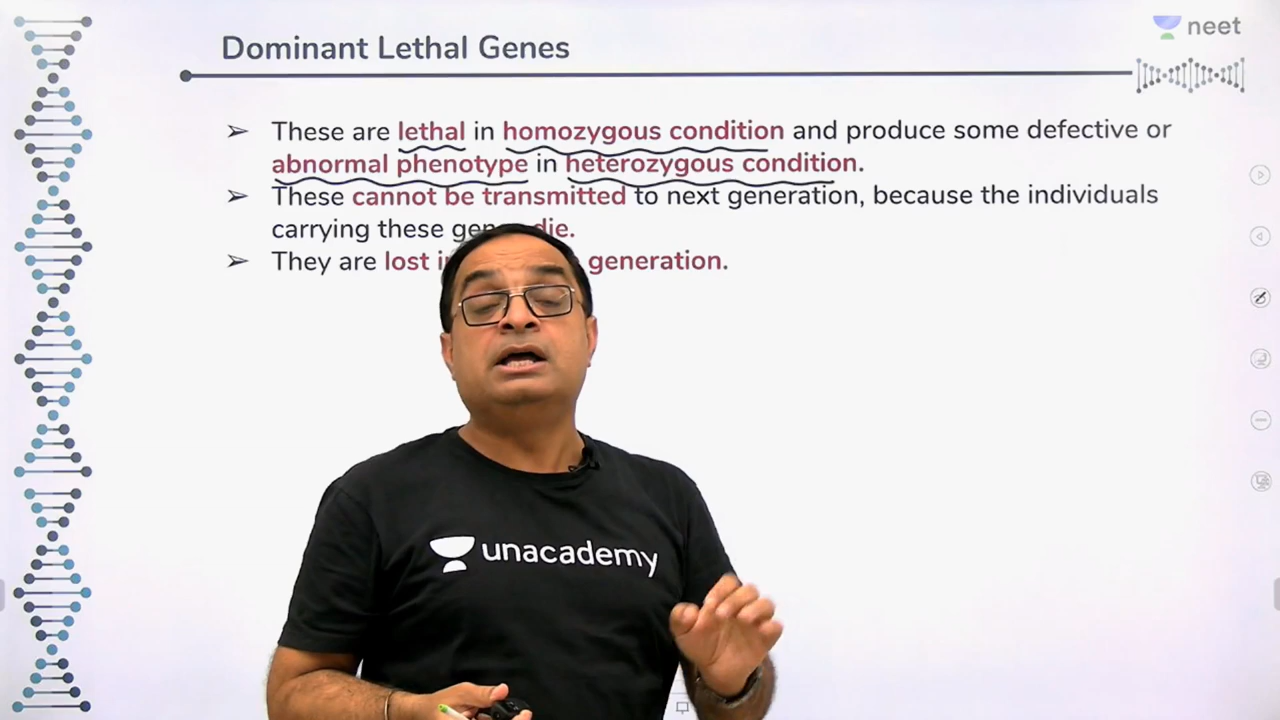 Dominant Lethal Genes
neet
➢ These are lethal in homozygous condition and produce some defective or
abnormal phenotype in heterozygous condition.
➢ These cannot be transmitted to next generation, because the individuals
carrying these die.
➢ They are lost generation.
unacademy